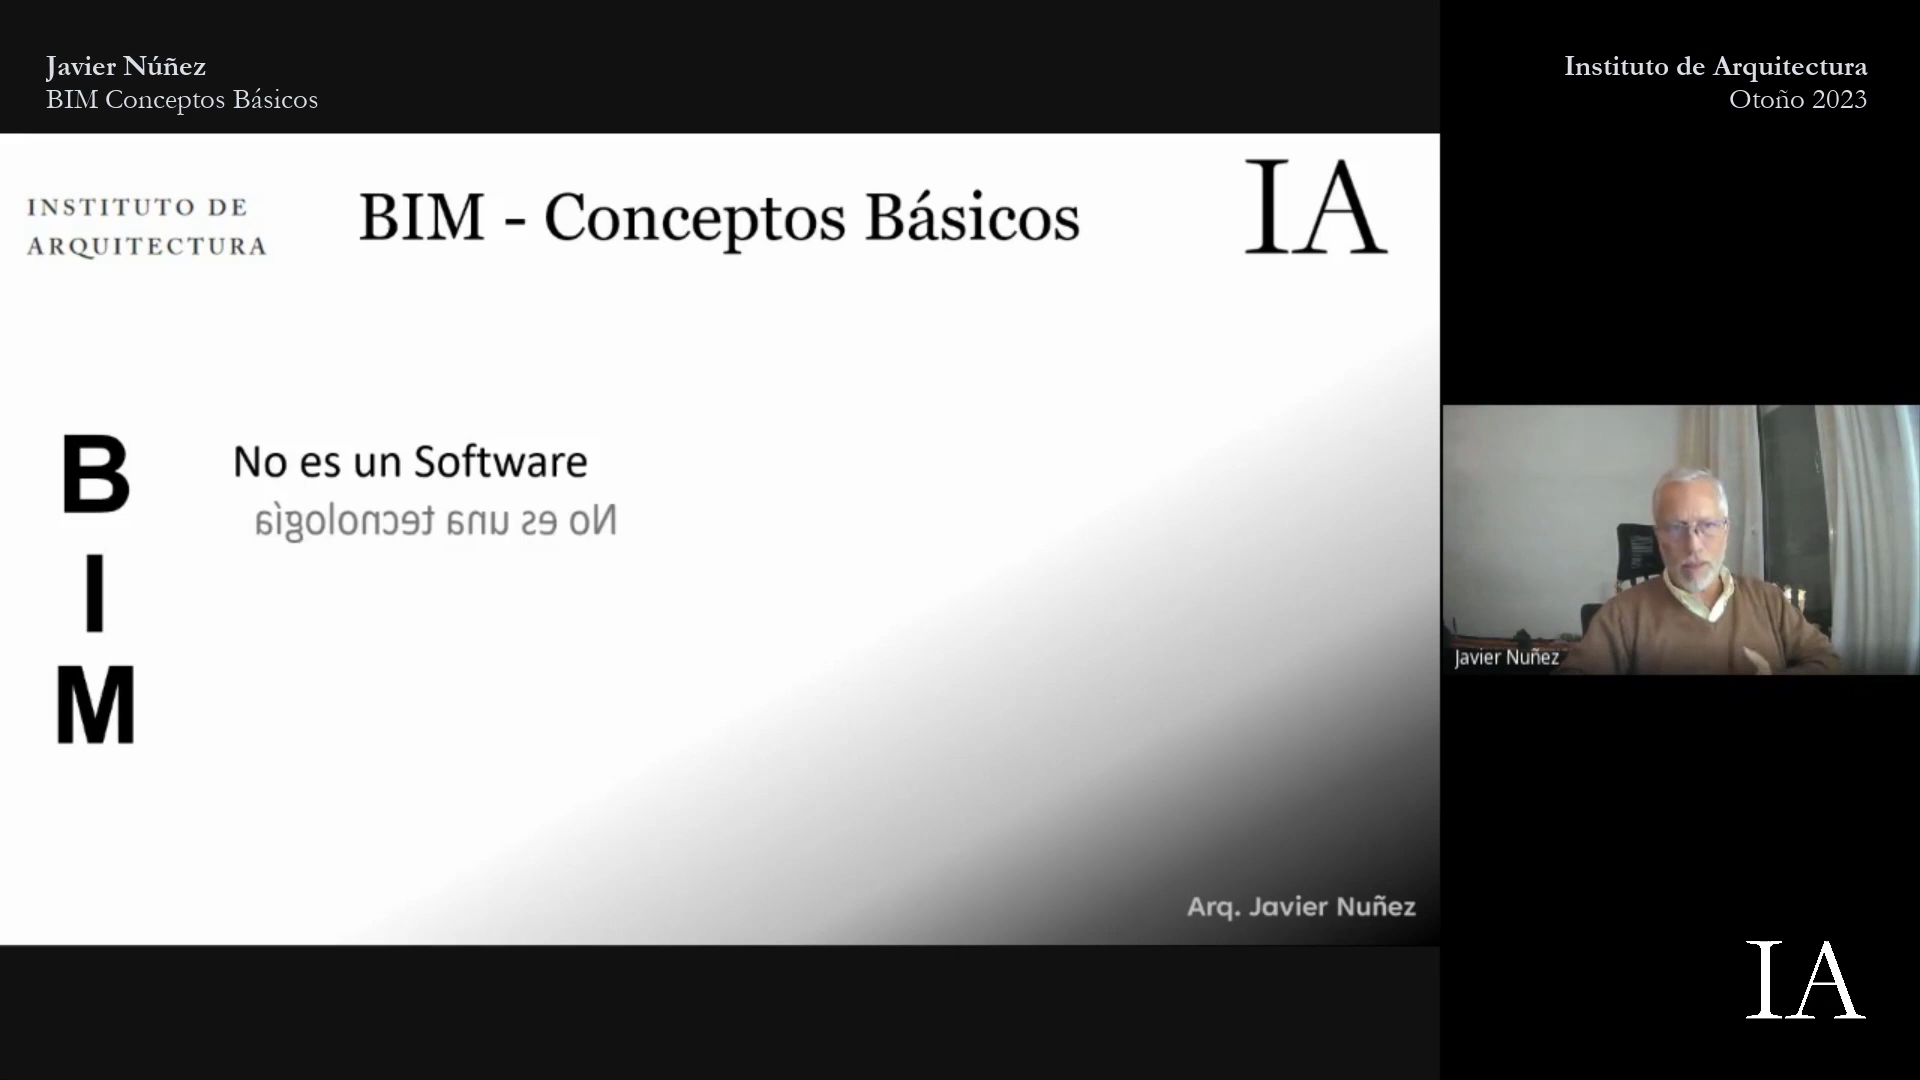 Javier Núñez
BIM Conceptos Básicos
Instituto de Arquitectura
Otoño 2023
INSTITUTO DE
ARQUITECTURA
BIM - Conceptos Básicos
IA
B
I
M
No es un Software
No es una tecnología
Javier Nuñez
Arq. Javier Nuñez
IA